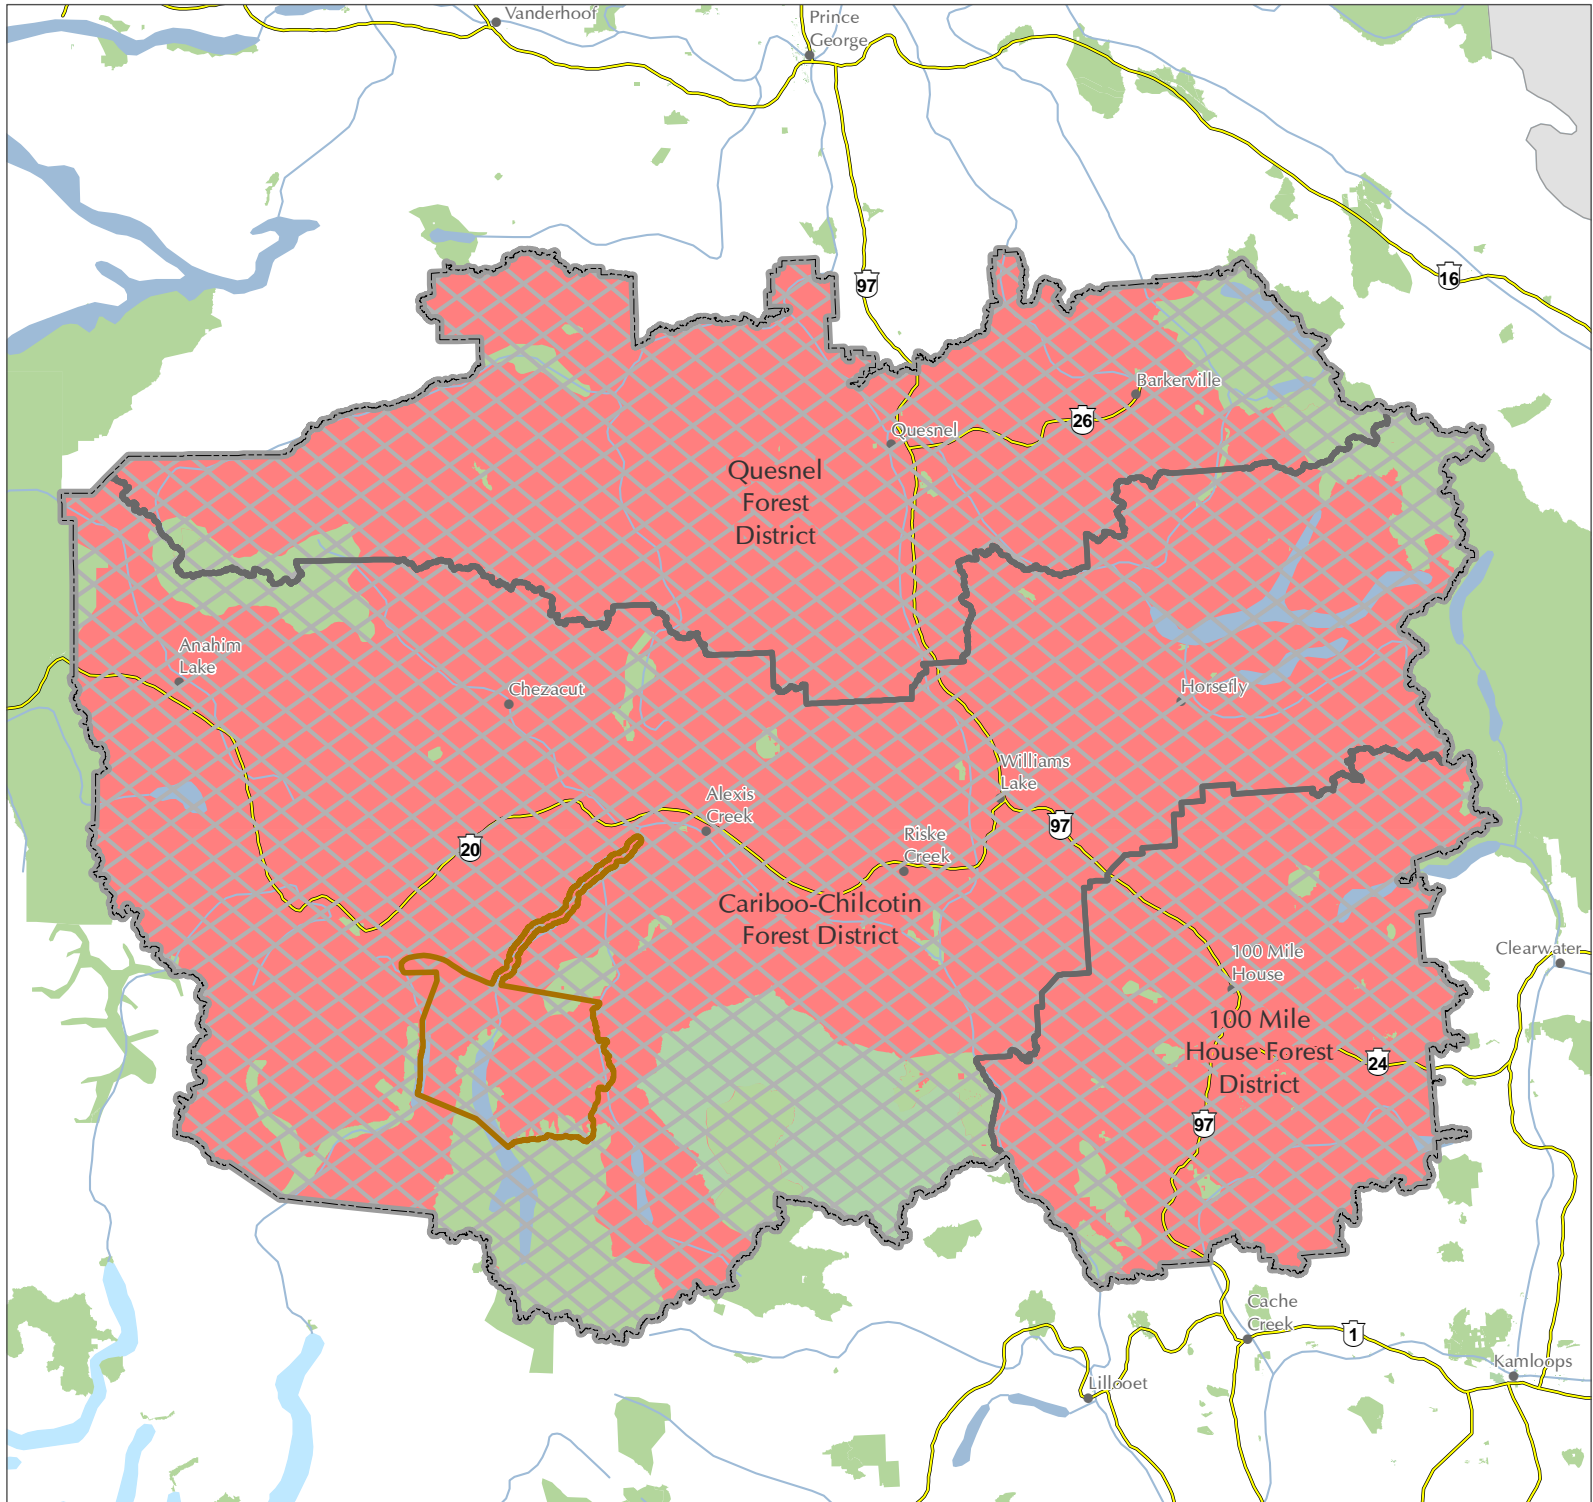 Vanderhoof
Prince
George
97
16
Barkerville
26
Quesnel
Quesnel
Forest
District
Anahim
Lake
Chezacut
Horsefly
Williams
Lake
Alexis
Creek
97
20
Riske
Creek
Cariboo-Chilcotin
Forest District
100 Mile
House
Clearwater
100 Mile
House Forest
District
24
97
Cache
Creek
1
Kamloops
Lillooet